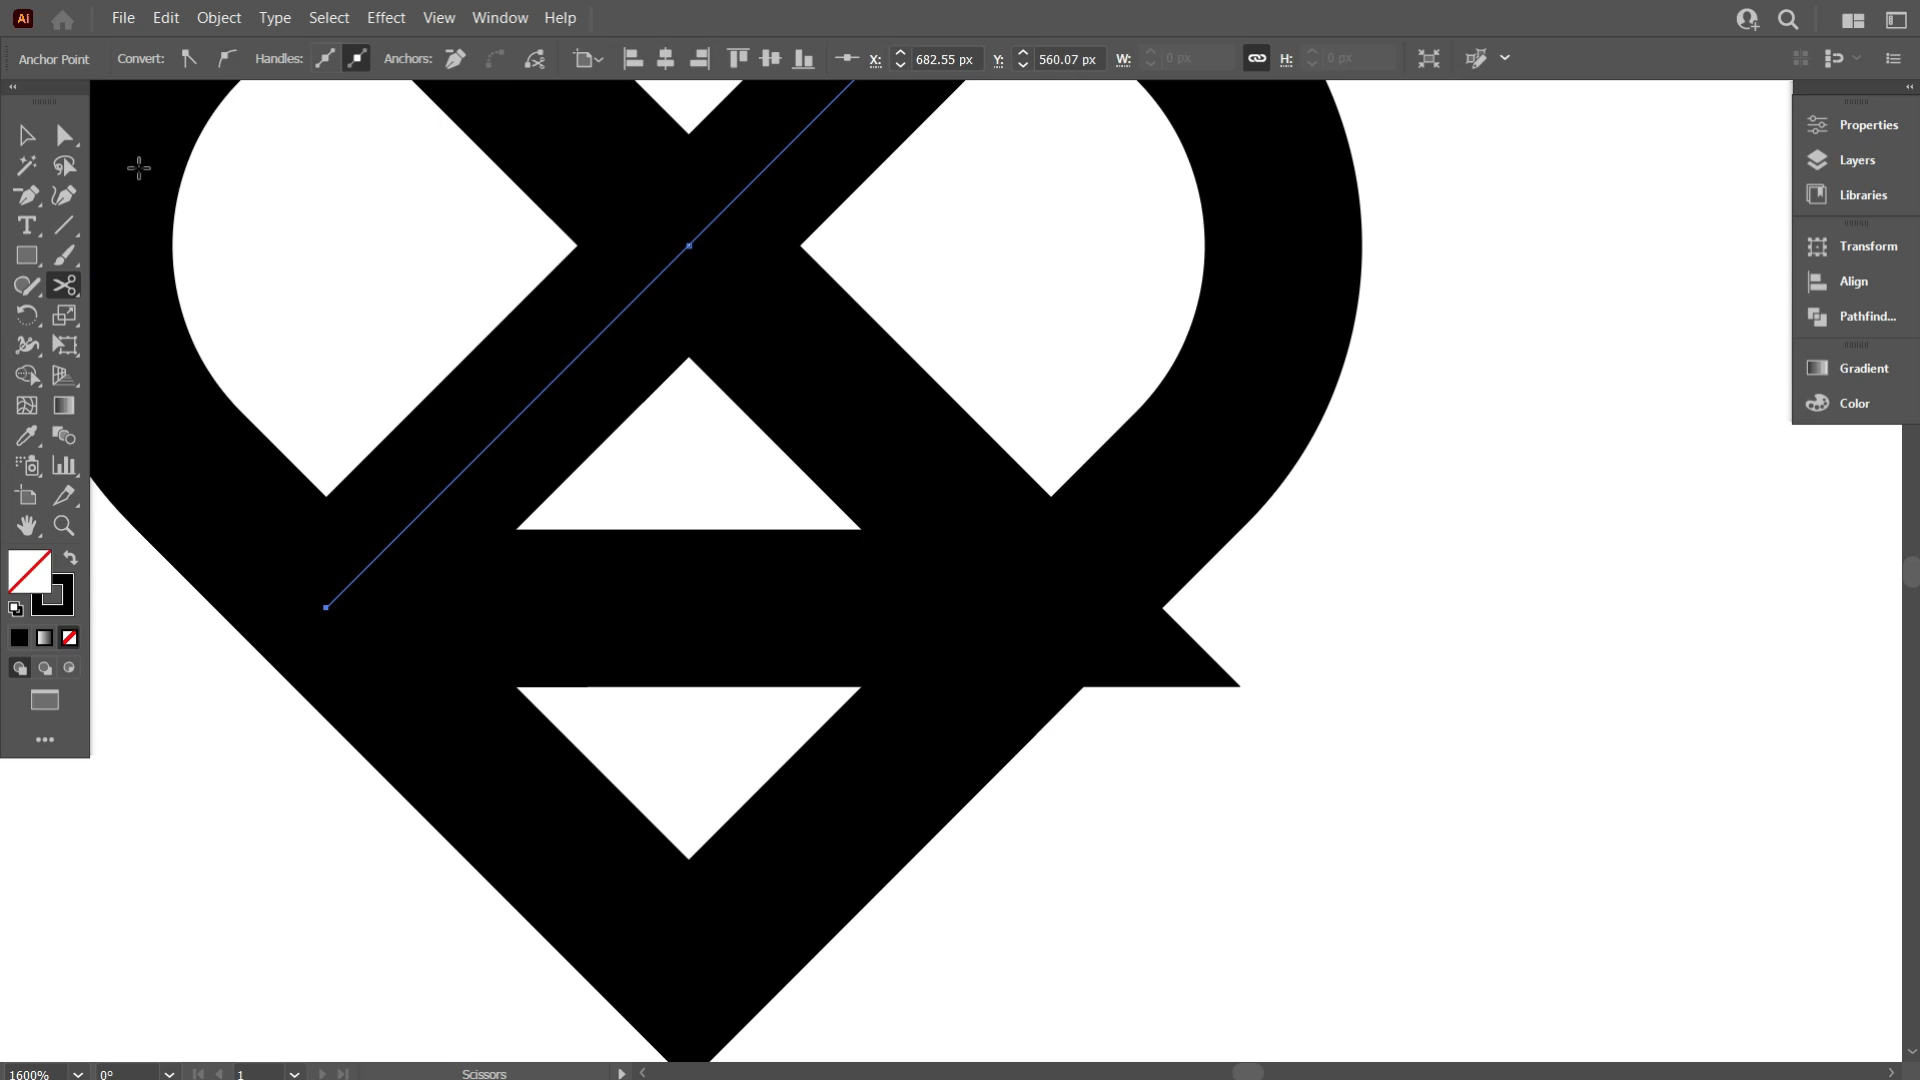 Ai File Edit Object Type Select Effect View Window Help
Anchor Point Convert: Handles: Anchors: X: 682.55 px Y: 560.07 px W: 0 px H: 0 px
Properties
Layers
Libraries
Transform
Align
Pathfind...
Gradient
Color
1600% 0° 1 Scissors